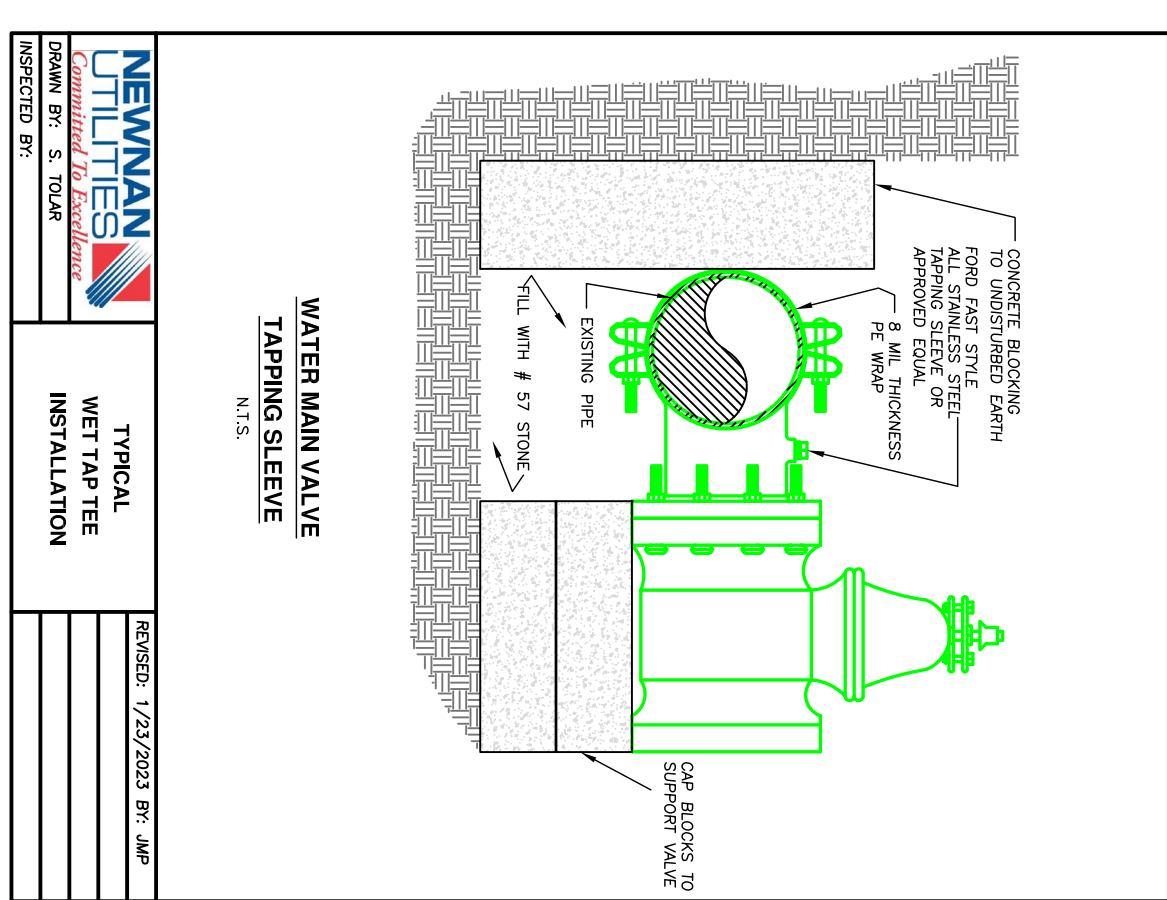 CONCRETE BLOCKING
TO UNDISTURBED EARTH
FORD FAST STYLE
ALL STAINLESS STEEL
TAPPING SLEEVE OR
APPROVED EQUAL
8 MIL THICKNESS
PE WRAP
EXISTING PIPE
FILL WITH # 57 STONE
CAP BLOCKS TO
SUPPORT VALVE
WATER MAIN VALVE
TAPPING SLEEVE
N.T.S.
NEWNAN
UTILITIES
Committed To Excellence
DRAWN BY: S. TOLAR
INSPECTED BY:
TYPICAL
WET TAP TEE
INSTALLATION
REVISED: 1/23/2023 BY: JMP